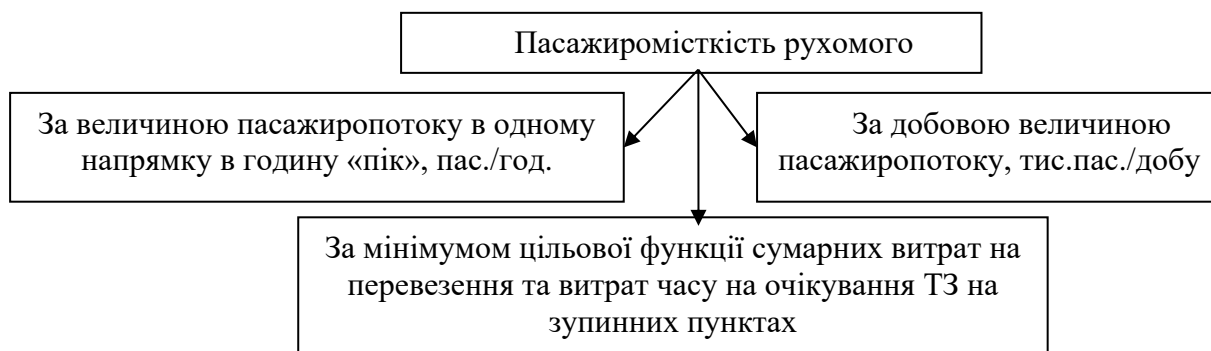 Пасажиромісткість рухомого
За величиною пасажиропотоку в одному
напрямку в годину «пік», пас./год.
За добовою величиною
пасажиропотоку, тис.пас./добу
За мінімумом цільової функції сумарних витрат на
перевезення та витрат часу на очікування ТЗ на
зупинних пунктах